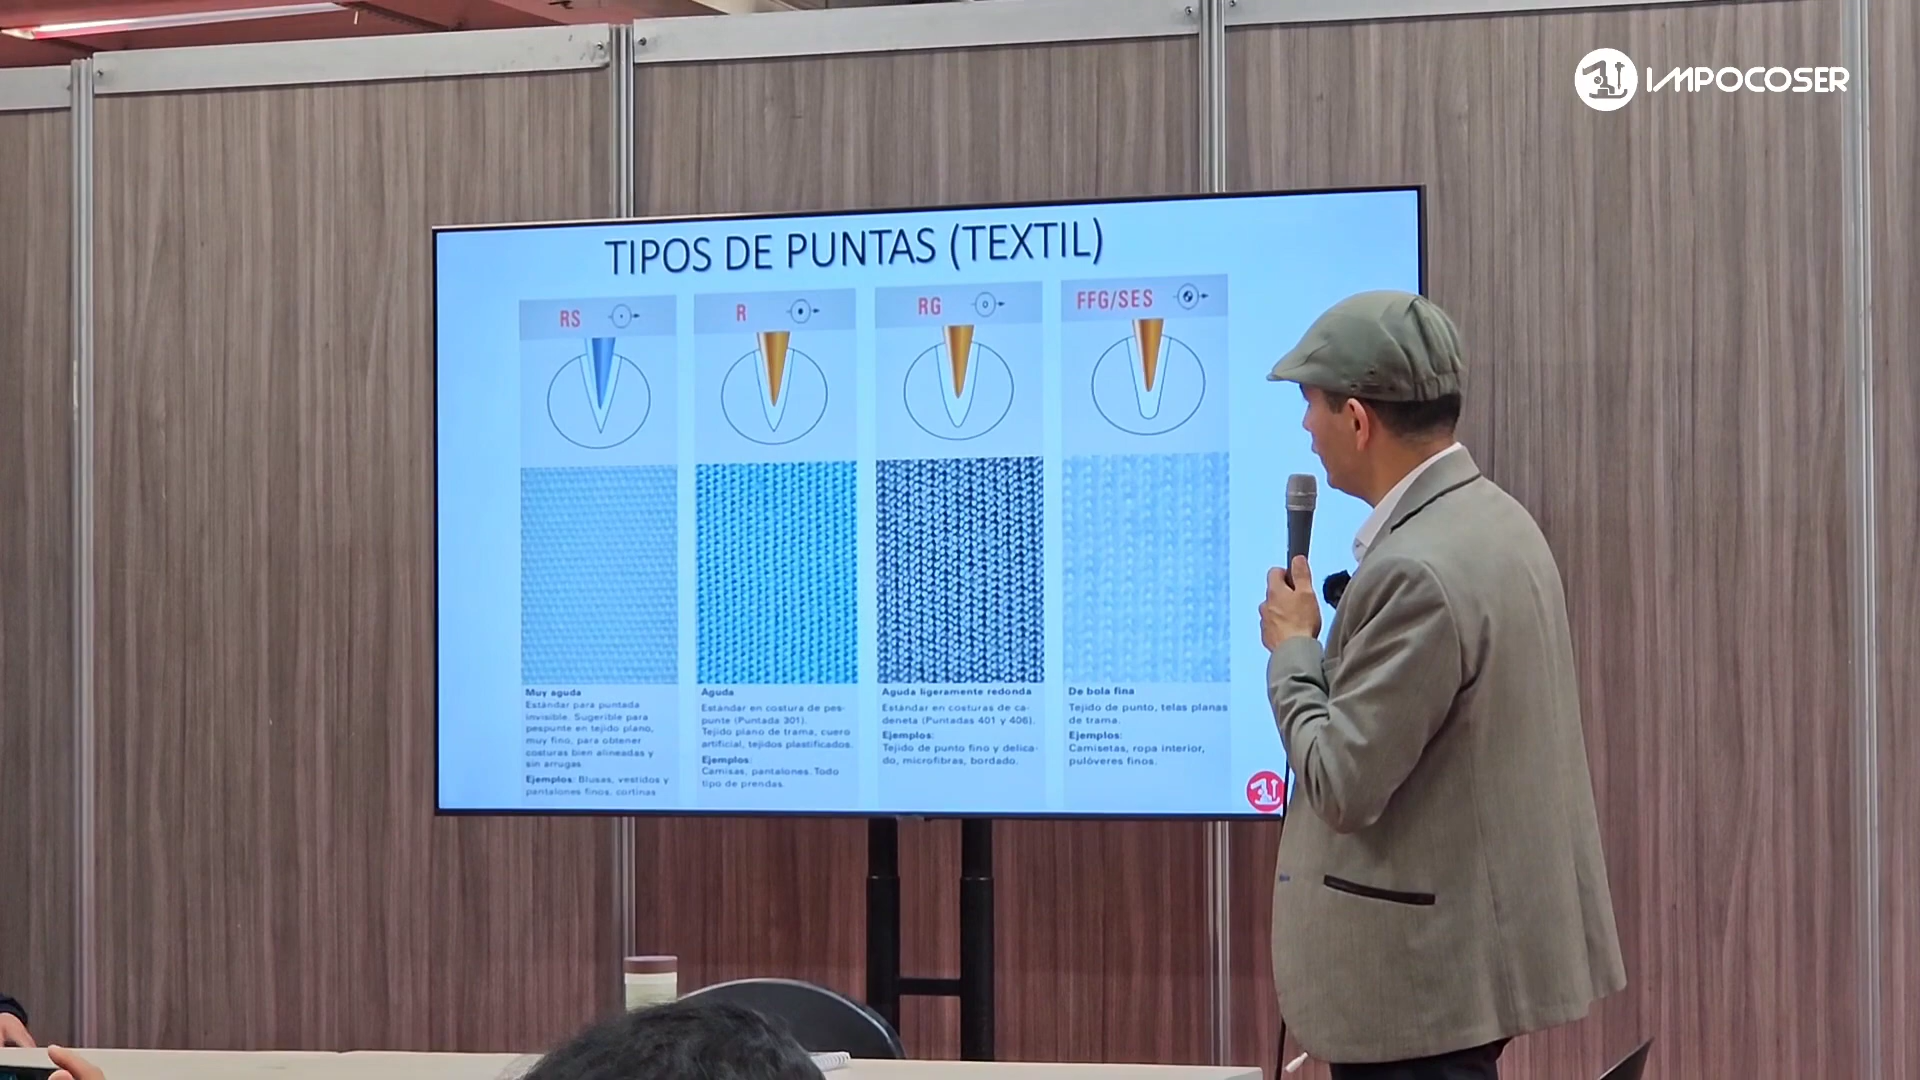 IMPOCOSER
TIPOS DE PUNTAS (TEXTIL)
RS
Muy aguda
Estándar para puntada
invisible. Sugerible para
pespunte en tejido plano,
muy fino, para obtener
costuras bien alineadas y
sin arrugas.
Ejemplos: Blusas, vestidos y
pantalones finos, cortinas
R
Aguda
Estándar en costura de pes-
punte (Puntada 301).
Tejido plano de trama, cuero
artificial, tejidos plastificados.
Ejemplos:
Camisas, pantalones. Todo
tipo de prendas.
RG
Aguda ligeramente redonda
Estándar en costuras de ca-
deneta (Puntadas 401 y 406).
Ejemplos:
Tejido de punto fino y delica-
do, microfibras, bordado.
FFG/SES
De bola fina
Tejido de punto, telas planas
de trama.
Ejemplos:
Camisetas, ropa interior,
pulóveres finos.